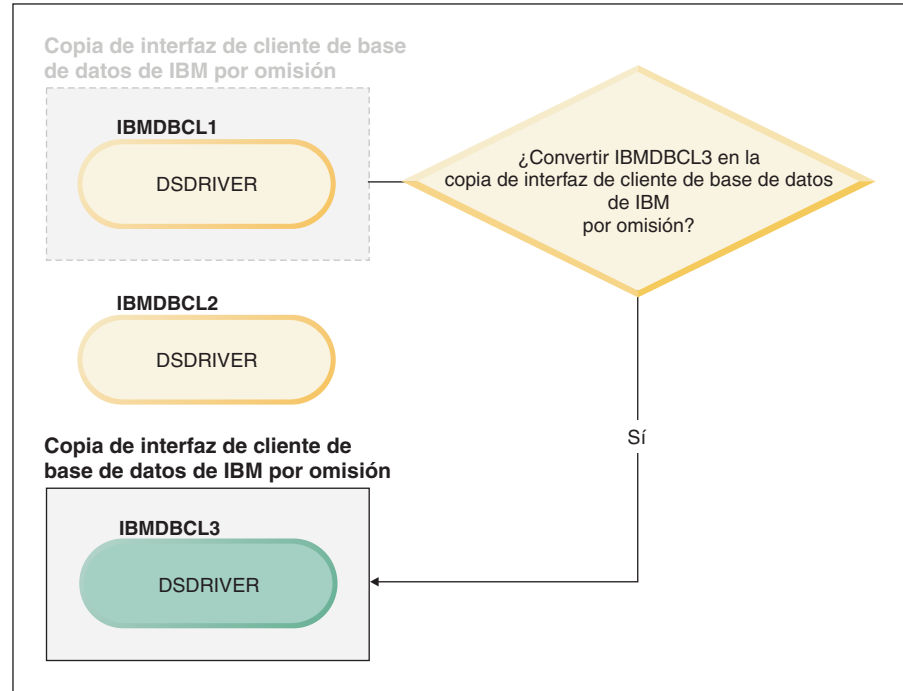 Copia de interfaz de cliente de base
de datos de IBM por omisión
IBMDBCL1
DSDRIVER
¿Convertir IBMDBCL3 en la
copia de interfaz de cliente de base de datos
de IBM
por omisión?
IBMDBCL2
DSDRIVER
Sí
Copia de interfaz de cliente de
base de datos de IBM por omisión
IBMDBCL3
DSDRIVER